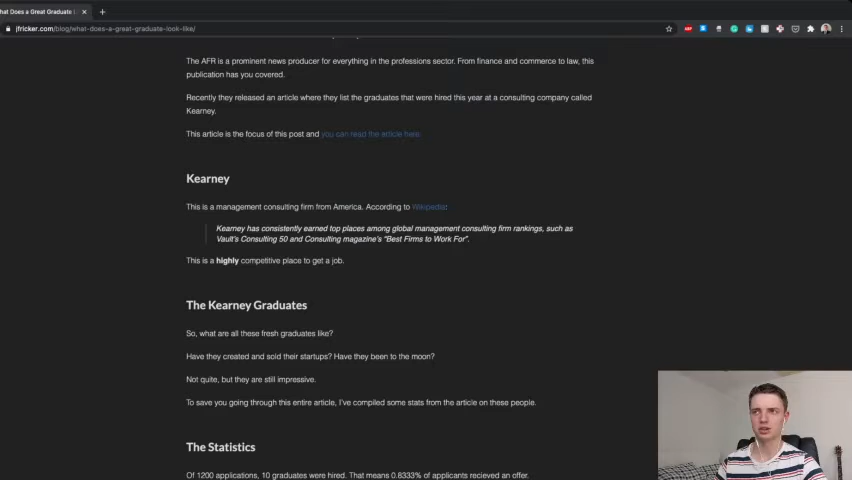 hat Does a Great Graduate
jfricker.com/blog/what-does-a-great-graduate-look-like/
The AFR is a prominent news producer for everything in the professions sector. From finance and commerce to law, this
publication has you covered.
Recently they released an article where they list the graduates that were hired this year at a consulting company called
Kearney.
This article is the focus of this post and you can read the article here.
Kearney
This is a management consulting firm from America. According to Wikipedia:
Kearney has consistently earned top places among global management consulting firm rankings, such as
Vault's Consulting 50 and Consulting magazine's "Best Firms to Work For".
This is a highly competitive place to get a job.
The Kearney Graduates
So, what are all these fresh graduates like?
Have they created and sold their startups? Have they been to the moon?
Not quite, but they are still impressive.
To save you going through this entire article, I've compiled some stats from the article on these people.
The Statistics
Of 1200 applications, 10 graduates were hired. That means 0.8333% of applicants recieved an offer.